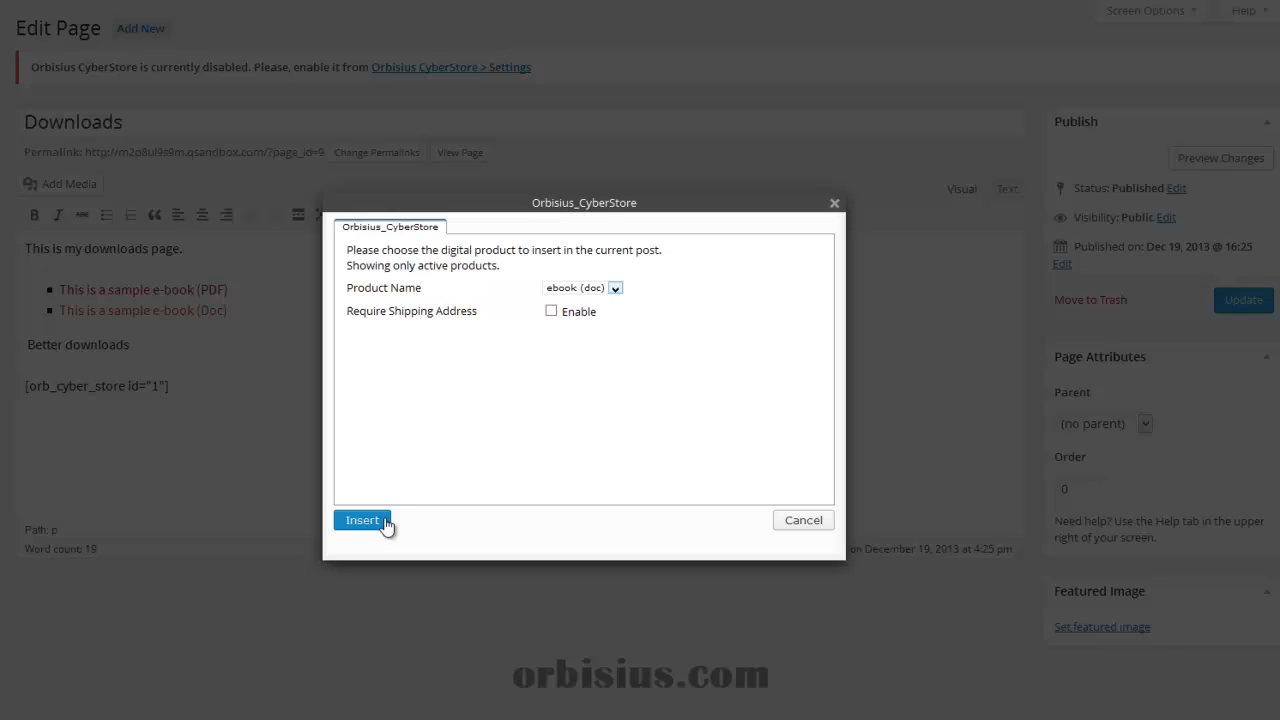 Screen Options Help
Edit Page Add New
Orbisius CyberStore is currently disabled. Please, enable it from Orbisius CyberStore > Settings
Downloads
Permalink: http://m2d8ul9s9m.qsandbox.com/?page_id=9 Change Permalinks View Page
Add Media
Visual Text
This is my downloads page.
This is a sample e-book (PDF)
This is a sample e-book (Doc)
Better downloads
[orb_cyber_store id="1"]
Path: p
Word count: 19
on December 19, 2013 at 4:25 pm
Orbisius_CyberStore
Orbisius_CyberStore
Please choose the digital product to insert in the current post.
Showing only active products.
Product Name ebook (doc)
Require Shipping Address Enable
Insert Cancel
Publish
Preview Changes
Status: Published Edit
Visibility: Public Edit
Published on: Dec 19, 2013 @ 16:25
Edit
Move to Trash Update
Page Attributes
Parent
(no parent)
Order
0
Need help? Use the Help tab in the upper
right of your screen.
Featured Image
Set featured image
orbisius.com